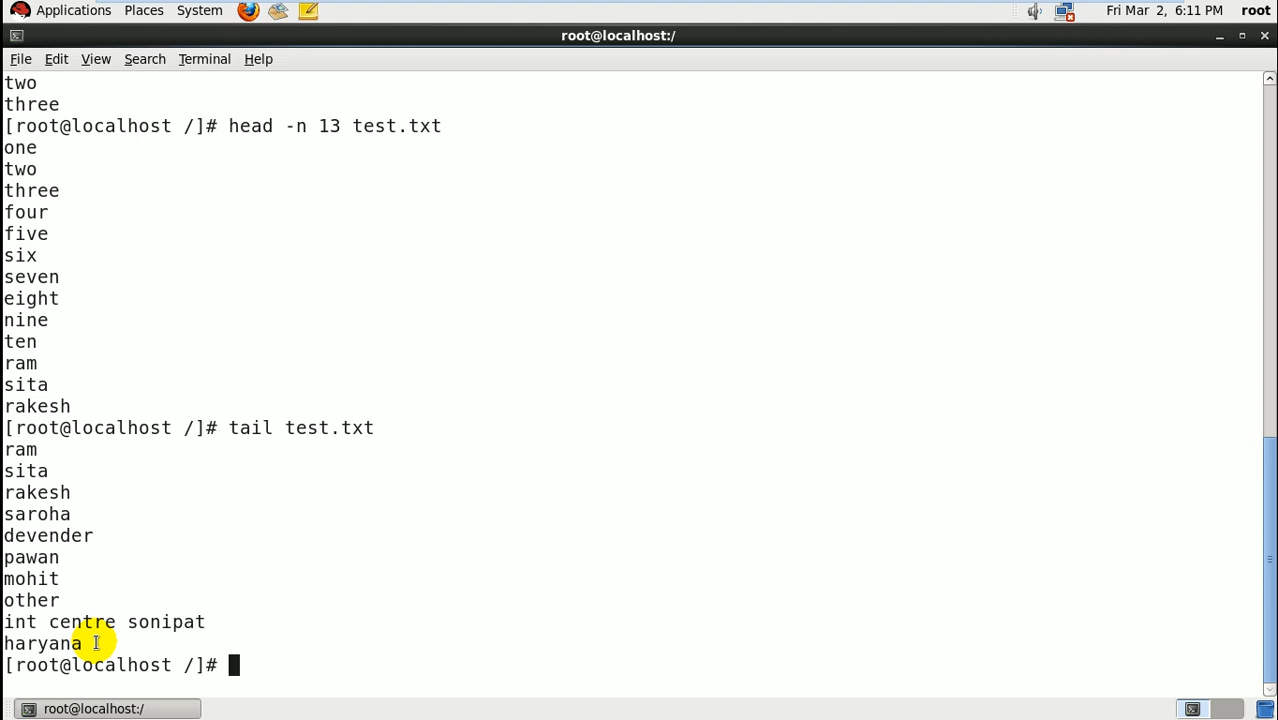 Applications Places System Fri Mar 2, 6:11 PM root
root@localhost:/
File Edit View Search Terminal Help
two
three
[root@localhost /]# head -n 13 test.txt
one
two
three
four
five
six
seven
eight
nine
ten
ram
sita
rakesh
[root@localhost /]# tail test.txt
ram
sita
rakesh
saroha
devender
pawan
mohit
other
int centre sonipat
haryana
[root@localhost /]#
root@localhost:/